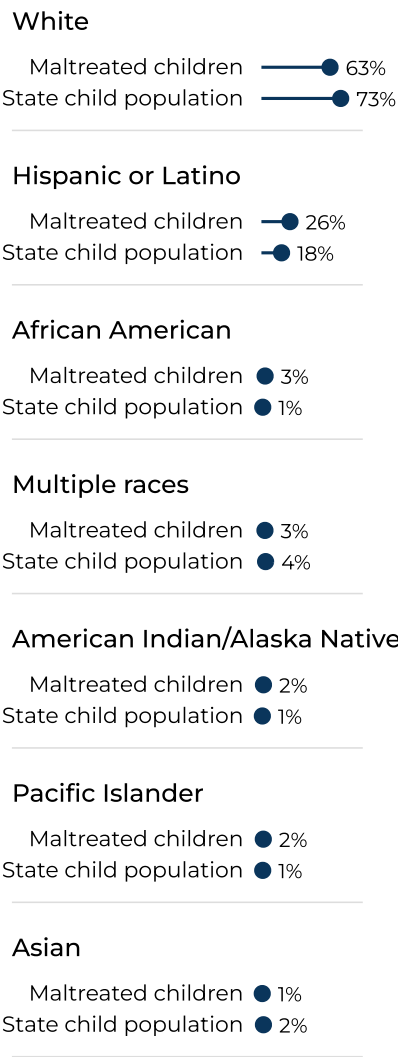 White
Maltreated children 63%
State child population 73%
Hispanic or Latino
Maltreated children 26%
State child population 18%
African American
Maltreated children 3%
State child population 1%
Multiple races
Maltreated children 3%
State child population 4%
American Indian/Alaska Native
Maltreated children 2%
State child population 1%
Pacific Islander
Maltreated children 2%
State child population 1%
Asian
Maltreated children 1%
State child population 2%